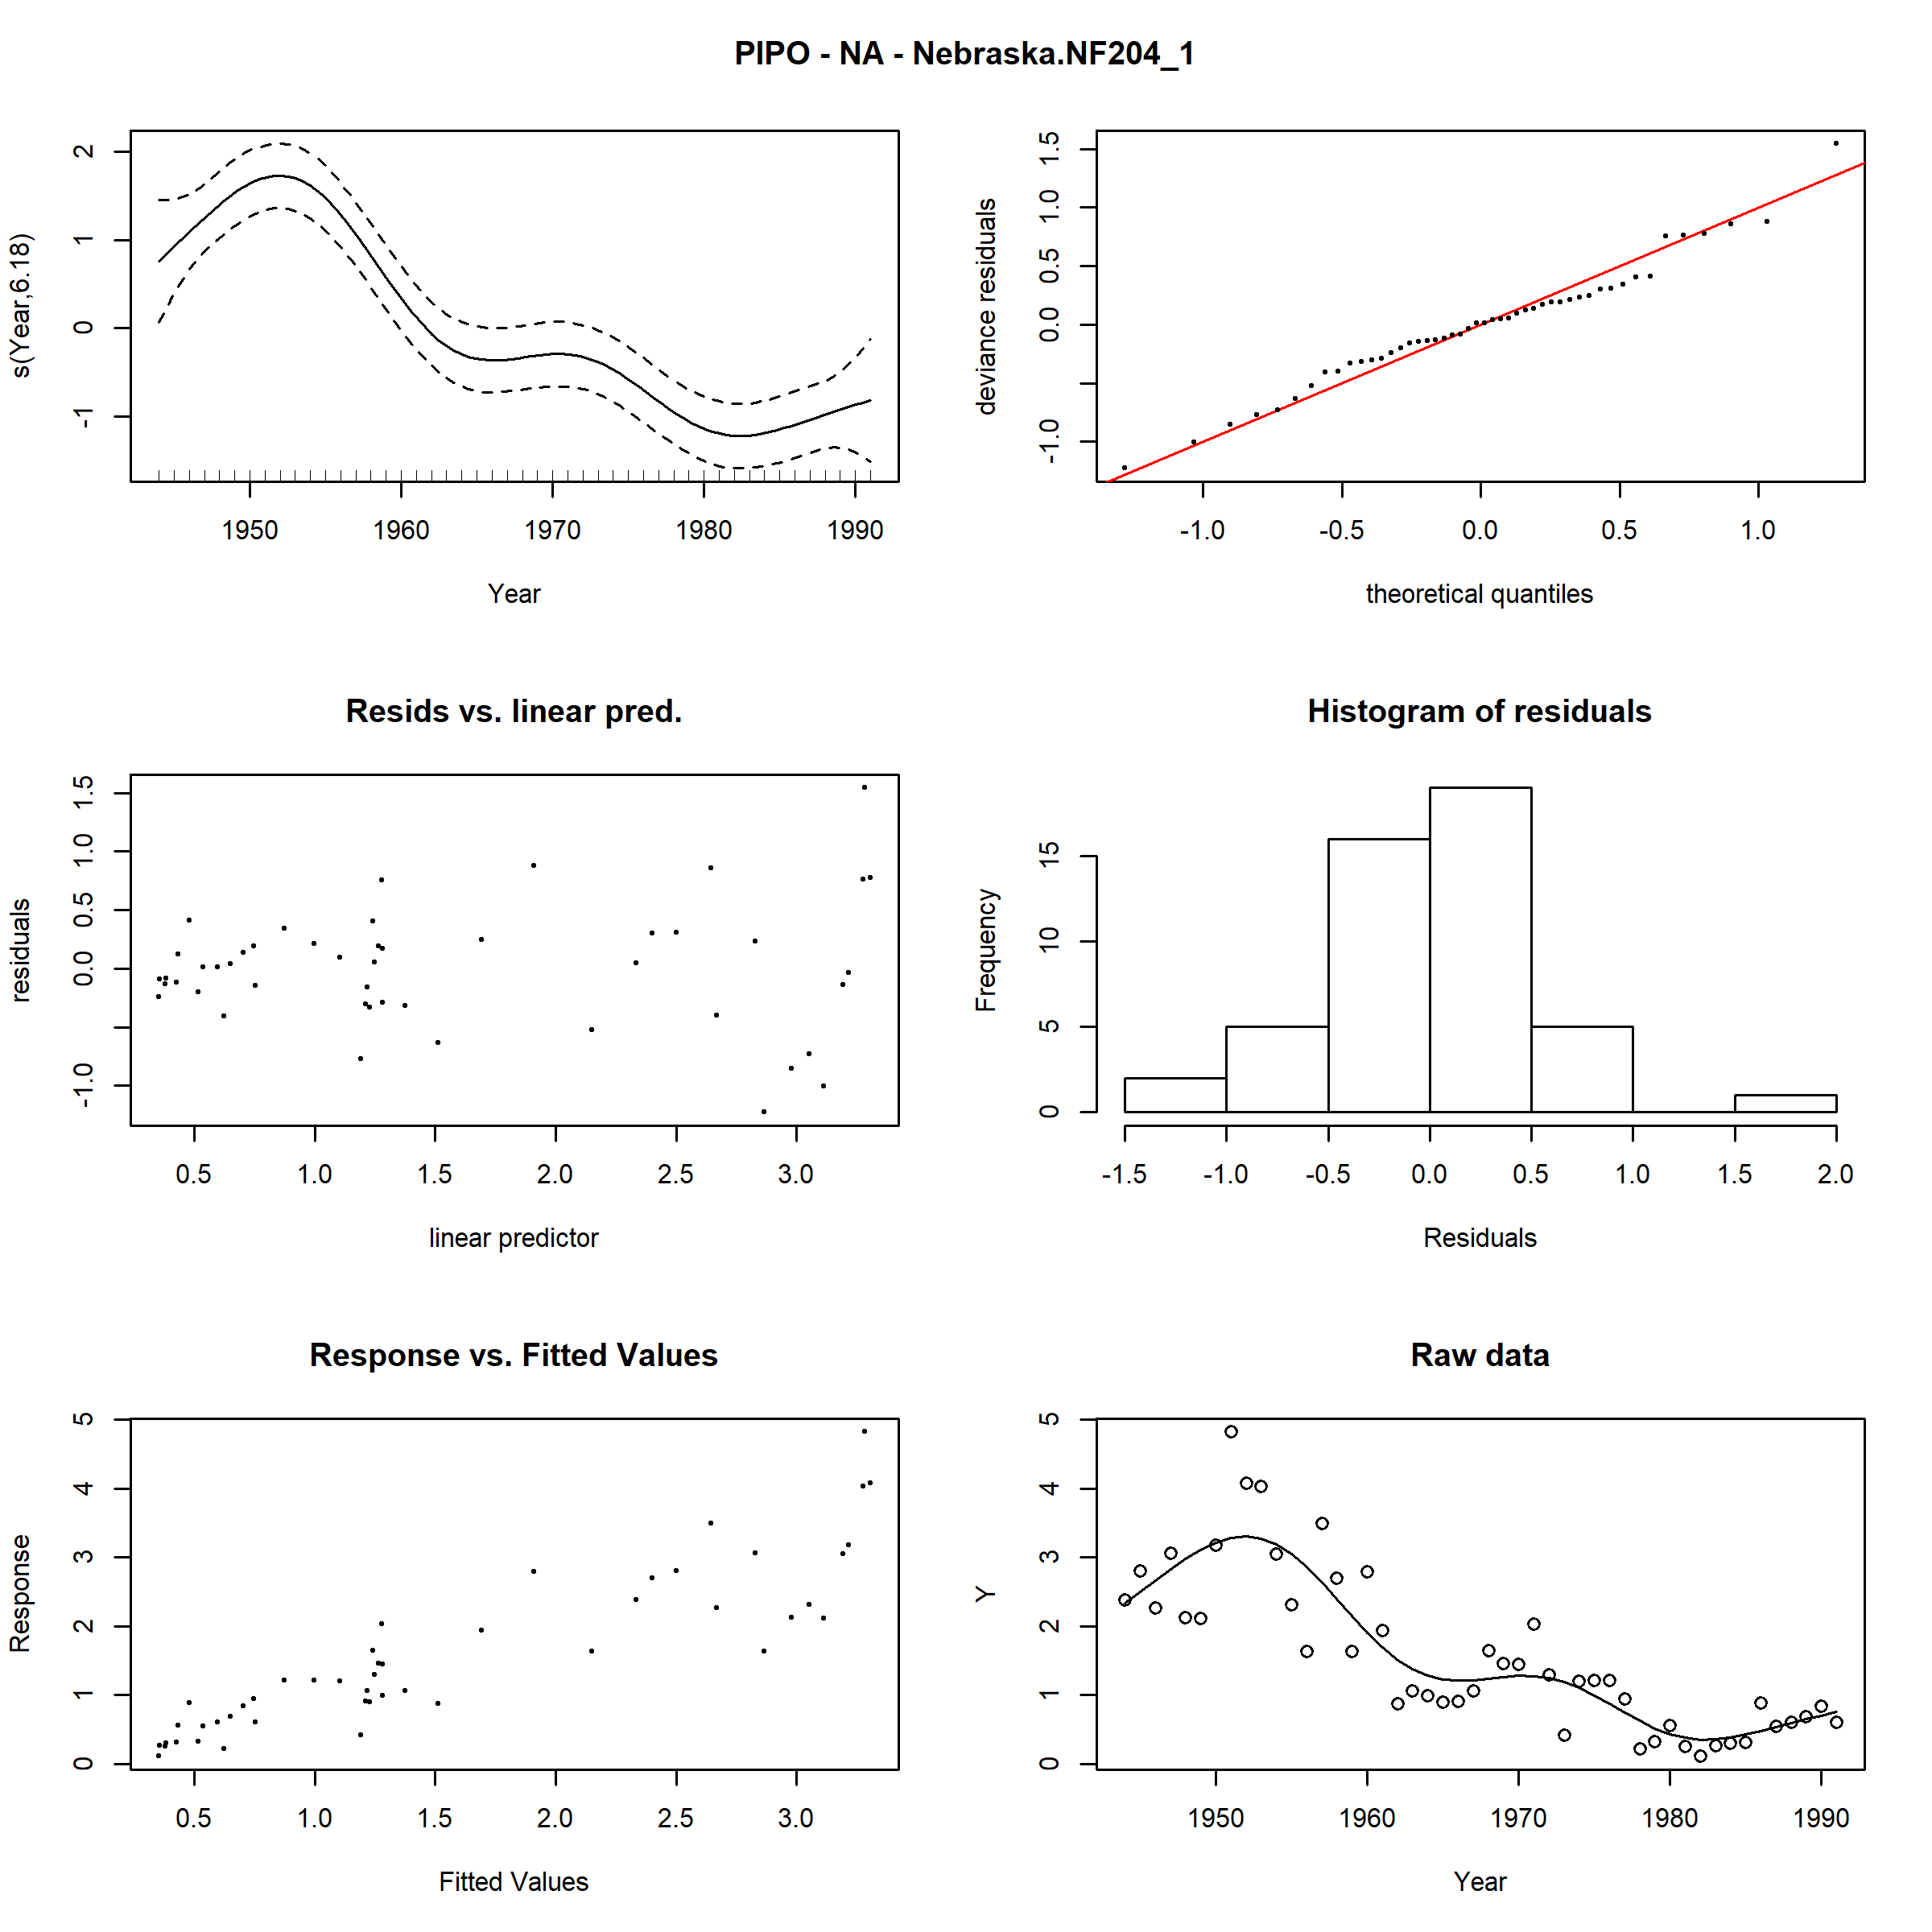 PIPO - NA - Nebraska.NF204_1
s(Year,6.18)
2
1
0
-1
1950 1960 1970 1980 1990
Year
deviance residuals
1.5
1.0
0.5
0.0
-1.0
-1.0 -0.5 0.0 0.5 1.0
theoretical quantiles
Resids vs. linear pred.
residuals
1.5
1.0
0.5
0.0
-1.0
0.5 1.0 1.5 2.0 2.5 3.0
linear predictor
Histogram of residuals
Frequency
15
10
5
0
-1.5 -1.0 -0.5 0.0 0.5 1.0 1.5 2.0
Residuals
Response vs. Fitted Values
Response
5
4
3
2
1
0
0.5 1.0 1.5 2.0 2.5 3.0
Fitted Values
Raw data
Y
5
4
3
2
1
0
1950 1960 1970 1980 1990
Year